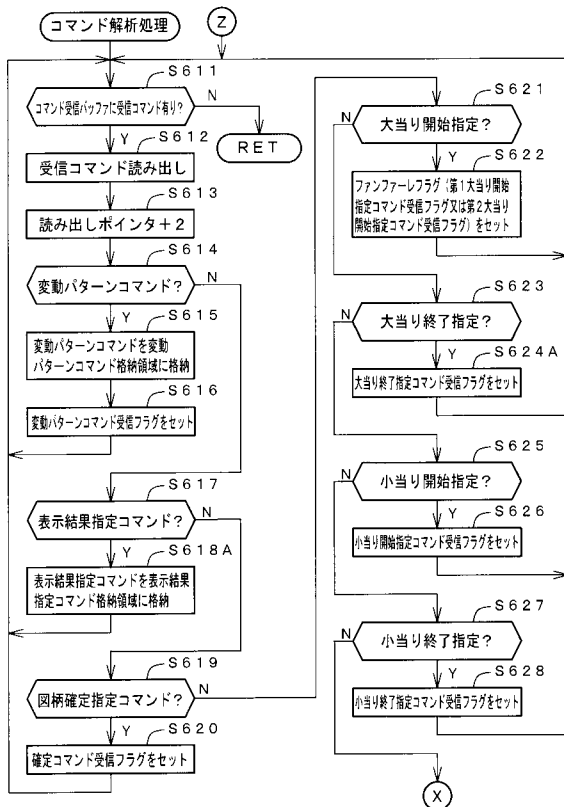 コマンド解析処理
Z
S611
コマンド受信バッファに受信コマンド有り?
N
RET
Y
S612
受信コマンド読み出し
S613
読み出しポインタ+2
S614
変動パターンコマンド?
N
Y
S615
変動パターンコマンドを変動
パターンコマンド格納領域に格納
S616
変動パターンコマンド受信フラグをセット
S617
表示結果指定コマンド?
N
Y
S618A
表示結果指定コマンドを表示結果
指定コマンド格納領域に格納
S619
図柄確定指定コマンド?
N
Y
S620
確定コマンド受信フラグをセット
S621
N
大当り開始指定?
Y
S622
ファンファーレフラグ(第1大当り開始
指定コマンド受信フラグ又は第2大当り
開始指定コマンド受信フラグ)をセット
S623
N
大当り終了指定?
Y
S624A
大当り終了指定コマンド受信フラグをセット
S625
N
小当り開始指定?
Y
S626
小当り開始指定コマンド受信フラグをセット
S627
N
小当り終了指定?
Y
S628
小当り終了指定コマンド受信フラグをセット
X